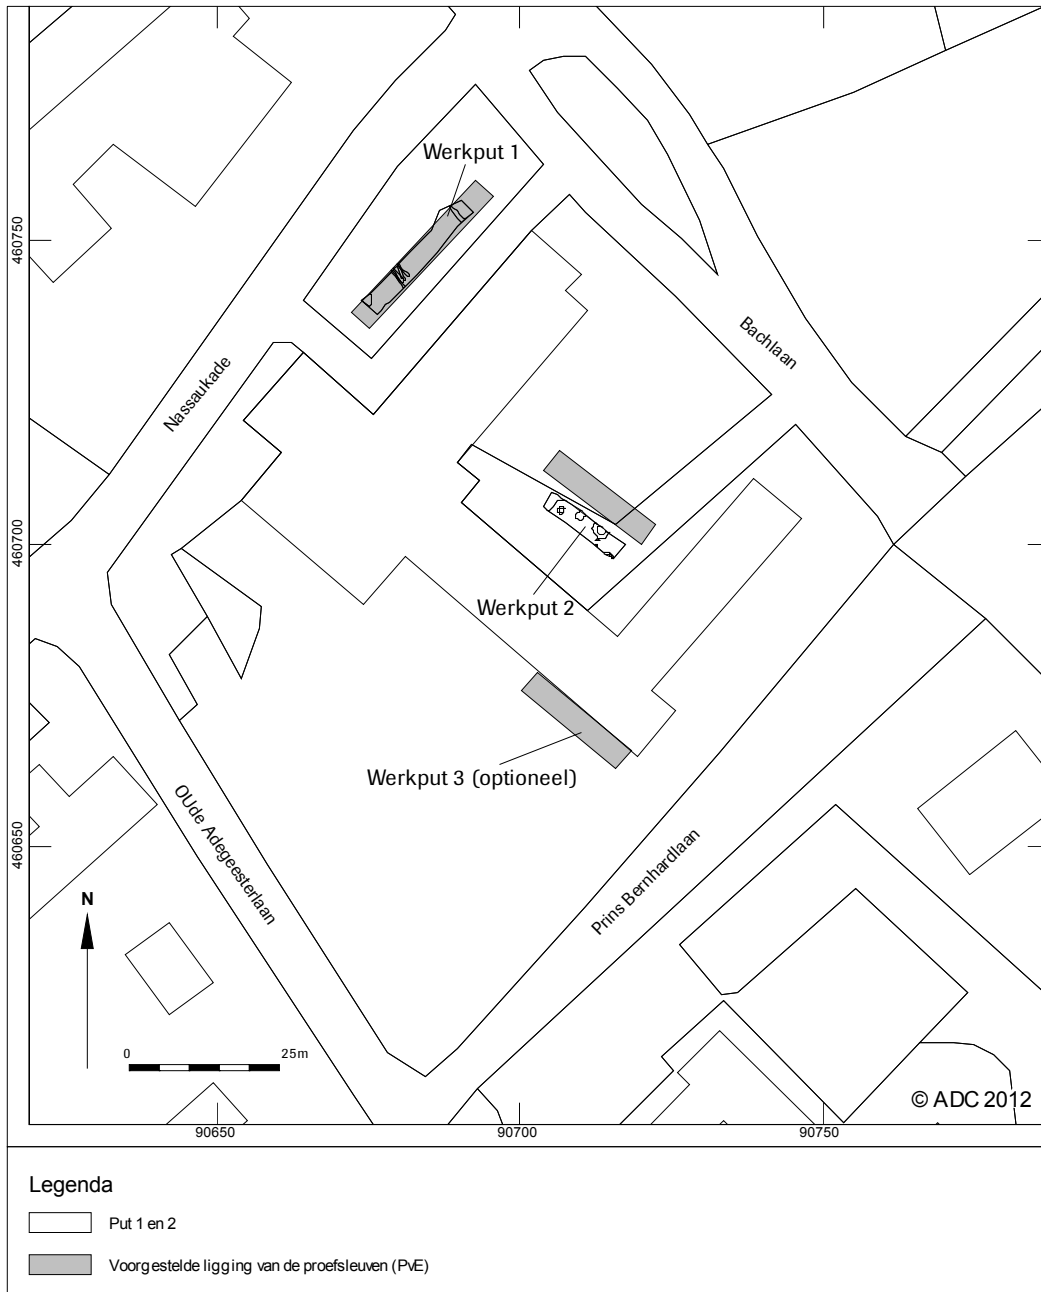 Werkput 1
460750
Bachlaan
Nassaukade
460700
Werkput 2
Werkput 3 (optioneel)
460650
OUde Adegeesterlaan
Prins Bernhardlaan
N
0 25m
© ADC 2012
90650 90700 90750
Legenda
Put 1 en 2
Voorgestelde ligging van de proefsleuven (PvE)